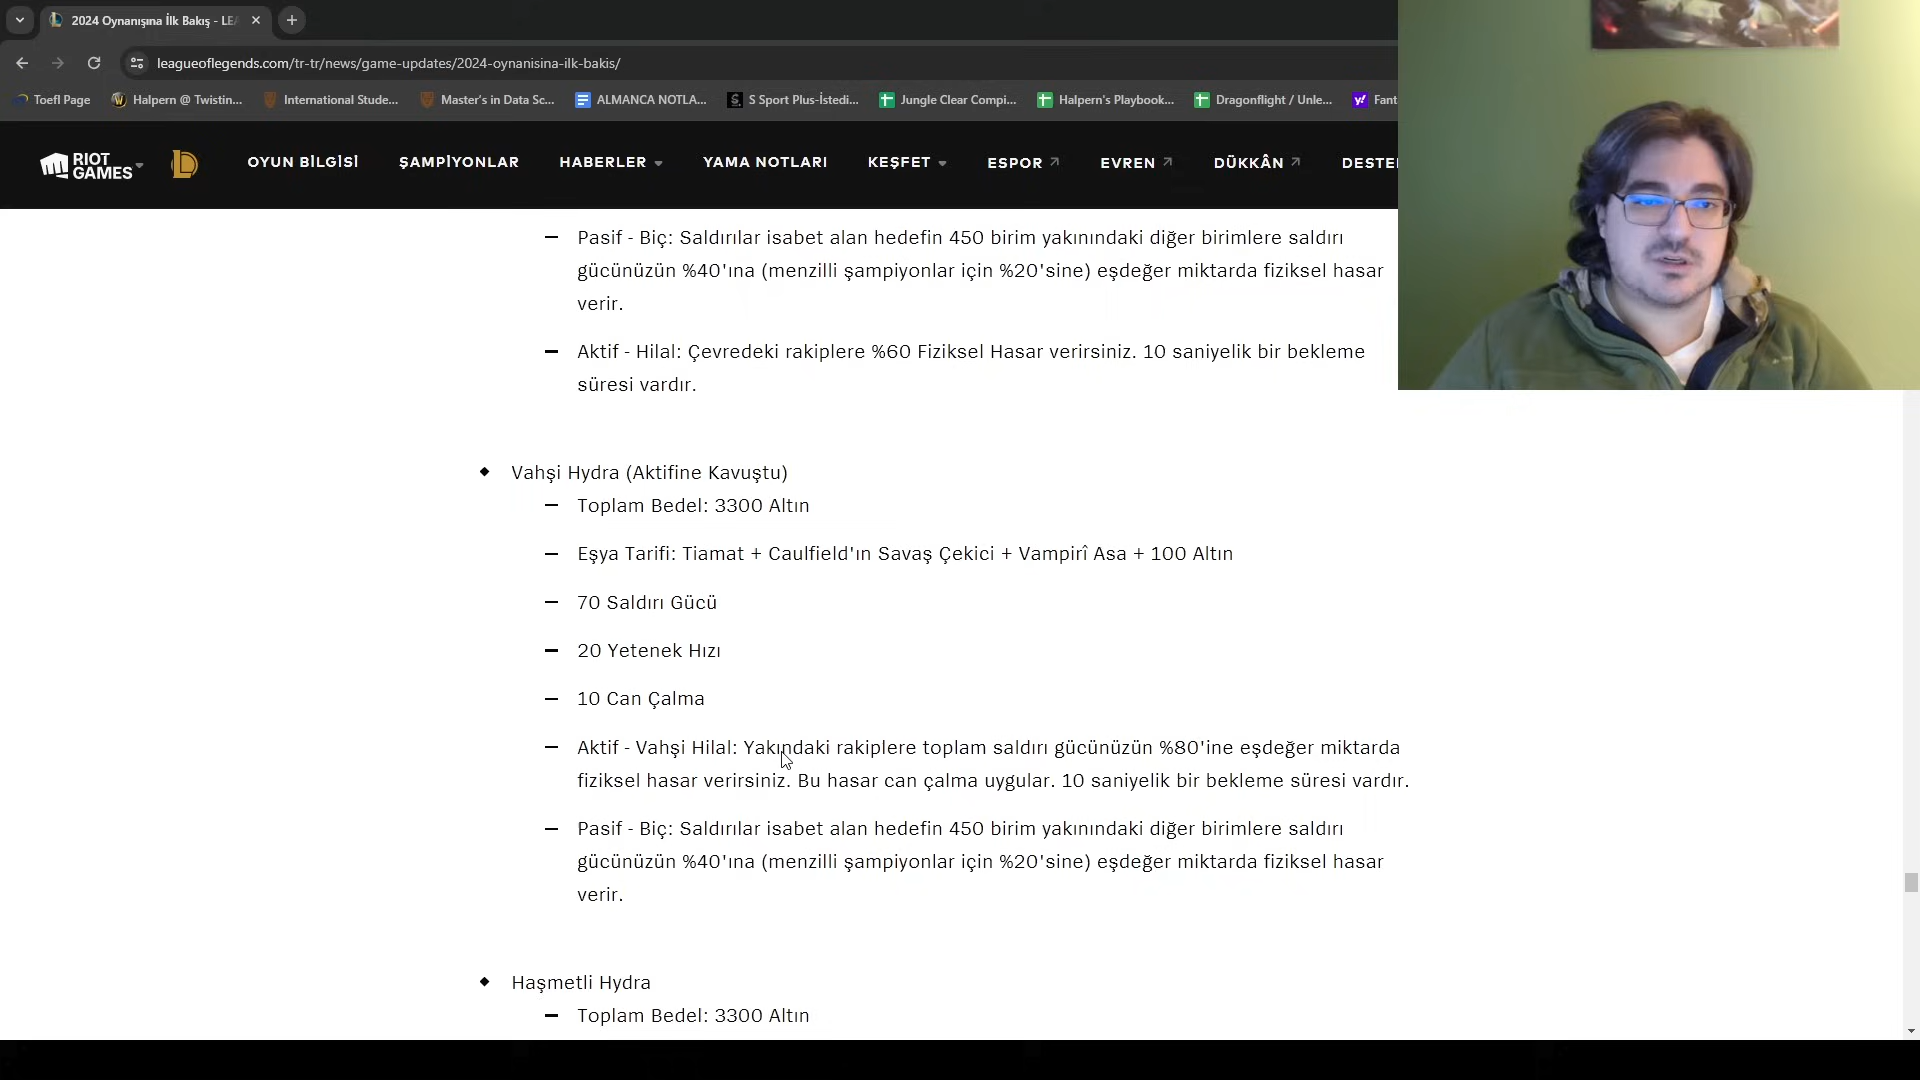 2024 Oynanışına İlk Bakış - LEA
leagueoflegends.com/tr-tr/news/game-updates/2024-oynanisina-ilk-bakis/
Toefl Page
Halpern @ Twistin...
International Stude...
Master's in Data Sc...
ALMANCA NOTLA...
S Sport Plus-İstedi...
Jungle Clear Compi...
Halpern's Playbook...
Dragonflight / Unle...
Fant
RIOT GAMES
OYUN BİLGİSİ
ŞAMPİYONLAR
HABERLER
YAMA NOTLARI
KEŞFET
ESPOR
EVREN
DÜKKÂN
DESTE
— Pasif - Biç: Saldırılar isabet alan hedefin 450 birim yakınındaki diğer birimlere saldırı
gücünüzün %40'ına (menzilli şampiyonlar için %20'sine) eşdeğer miktarda fiziksel hasar
verir.
— Aktif - Hilal: Çevredeki rakiplere %60 Fiziksel Hasar verirsiniz. 10 saniyelik bir bekleme
süresi vardır.
◆ Vahşi Hydra (Aktifine Kavuştu)
— Toplam Bedel: 3300 Altın
— Eşya Tarifi: Tiamat + Caulfield'ın Savaş Çekici + Vampirî Asa + 100 Altın
— 70 Saldırı Gücü
— 20 Yetenek Hızı
— 10 Can Çalma
— Aktif - Vahşi Hilal: Yakındaki rakiplere toplam saldırı gücünüzün %80'ine eşdeğer miktarda
fiziksel hasar verirsiniz. Bu hasar can çalma uygular. 10 saniyelik bir bekleme süresi vardır.
— Pasif - Biç: Saldırılar isabet alan hedefin 450 birim yakınındaki diğer birimlere saldırı
gücünüzün %40'ına (menzilli şampiyonlar için %20'sine) eşdeğer miktarda fiziksel hasar
verir.
◆ Haşmetli Hydra
— Toplam Bedel: 3300 Altın